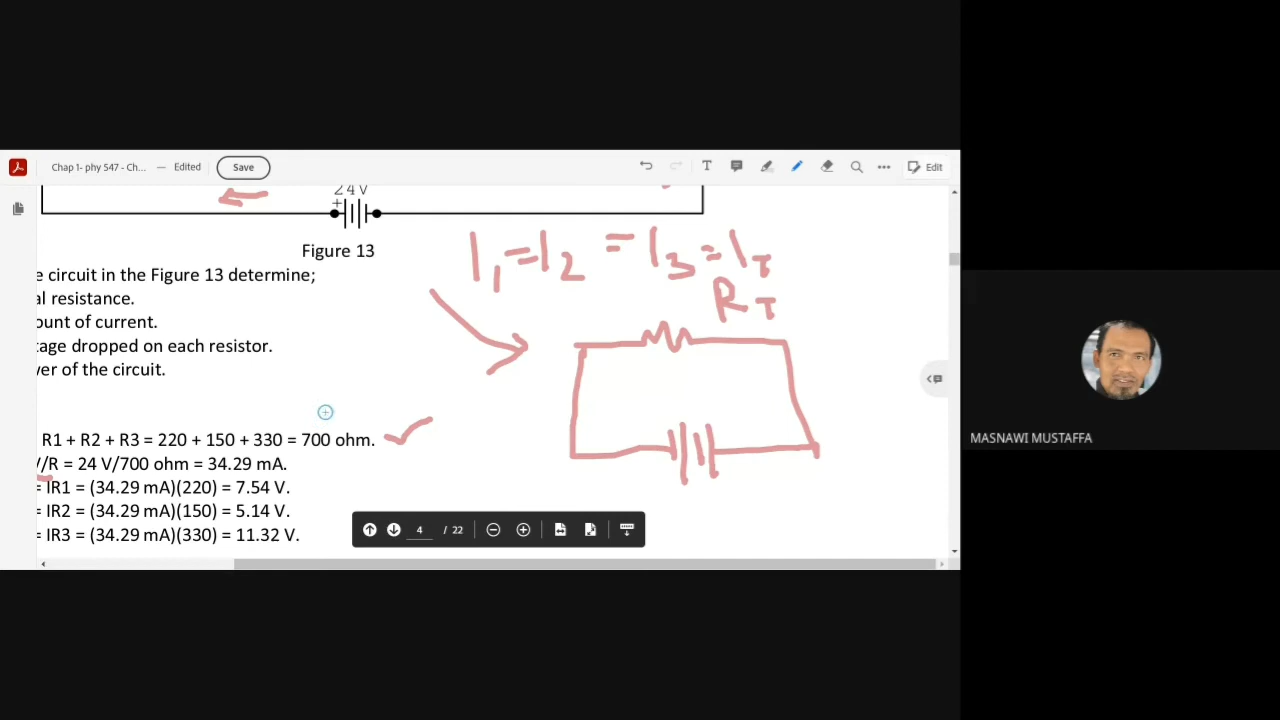 Chap 1- phy 547 - Ch... — Edited Save T Edit
24V
+
Figure 13
I1 = I2 = I3 = IT
RT
e circuit in the Figure 13 determine;
al resistance.
ount of current.
tage dropped on each resistor.
ver of the circuit.
R1 + R2 + R3 = 220 + 150 + 330 = 700 ohm.
V/R = 24 V/700 ohm = 34.29 mA.
= IR1 = (34.29 mA)(220) = 7.54 V.
= IR2 = (34.29 mA)(150) = 5.14 V.
= IR3 = (34.29 mA)(330) = 11.32 V.
4 / 22
MASNAWI MUSTAFFA